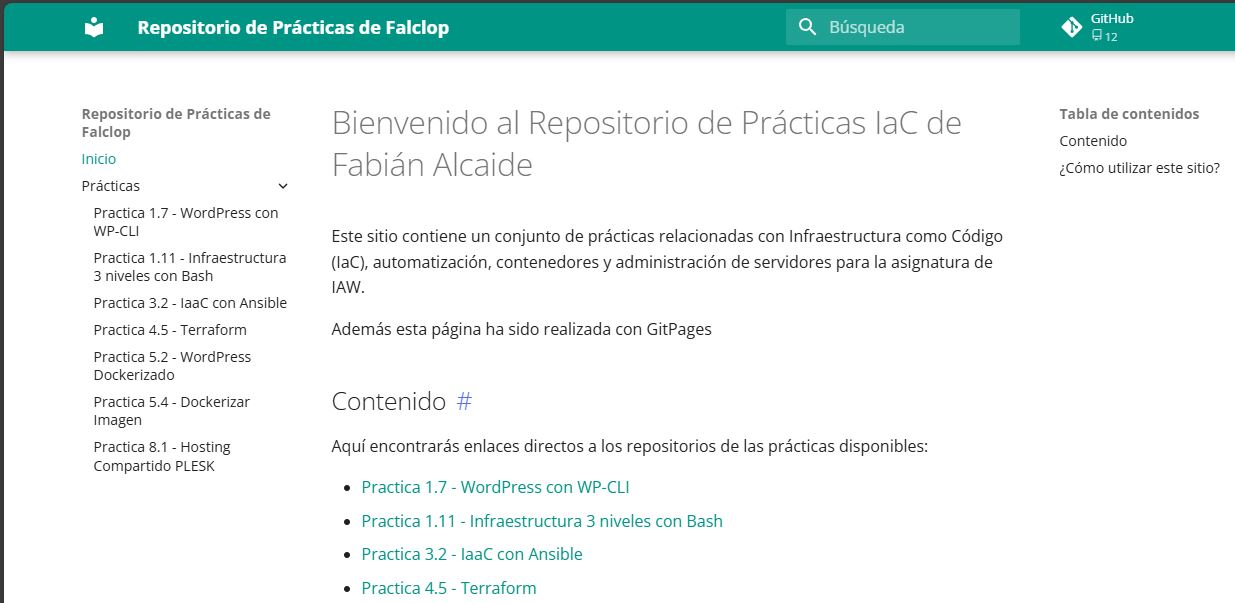 Repositorio de Prácticas de Falclop
Búsqueda
GitHub
12
Repositorio de Prácticas de
Falclop
Inicio
Prácticas
Practica 1.7 - WordPress con
WP-CLI
Practica 1.11 - Infraestructura
3 niveles con Bash
Practica 3.2 - IaaC con Ansible
Practica 4.5 - Terraform
Practica 5.2 - WordPress
Dockerizado
Practica 5.4 - Dockerizar
Imagen
Practica 8.1 - Hosting
Compartido PLESK
Bienvenido al Repositorio de Prácticas IaC de
Fabián Alcaide
Este sitio contiene un conjunto de prácticas relacionadas con Infraestructura como Código
(IaC), automatización, contenedores y administración de servidores para la asignatura de
IAW.
Además esta página ha sido realizada con GitPages
Contenido #
Aquí encontrarás enlaces directos a los repositorios de las prácticas disponibles:
Practica 1.7 - WordPress con WP-CLI
Practica 1.11 - Infraestructura 3 niveles con Bash
Practica 3.2 - IaaC con Ansible
Practica 4.5 - Terraform
Tabla de contenidos
Contenido
¿Cómo utilizar este sitio?